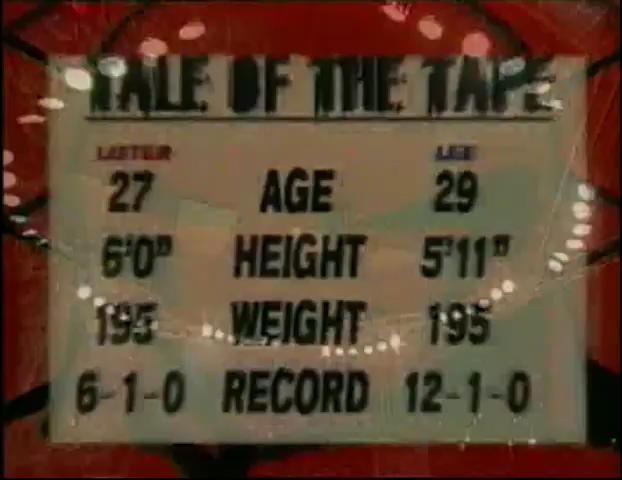 TALE OF THE TAPE
LISTER LEE
27 AGE 29
6'0" HEIGHT 5'11"
195 WEIGHT 195
6-1-0 RECORD 12-1-0